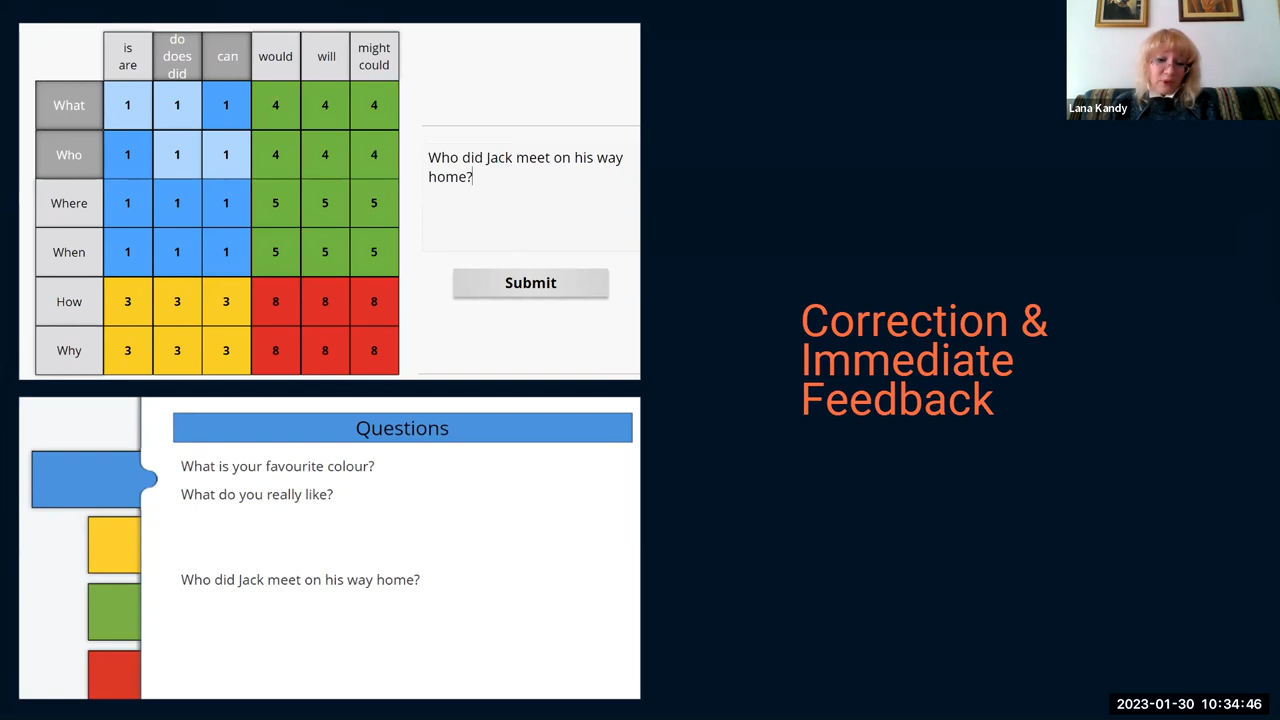 is
are
do
does
did
can
would
will
might
could
What 1 1 1 4 4 4
Who 1 1 1 4 4 4
Where 1 1 1 5 5 5
When 1 1 1 5 5 5
How 3 3 3 8 8 8
Why 3 3 3 8 8 8
Who did Jack meet on his way
home?
Submit
Questions
What is your favourite colour?
What do you really like?
Who did Jack meet on his way home?
Correction &
Immediate
Feedback
Lana Kandy
2023-01-30 10:34:46